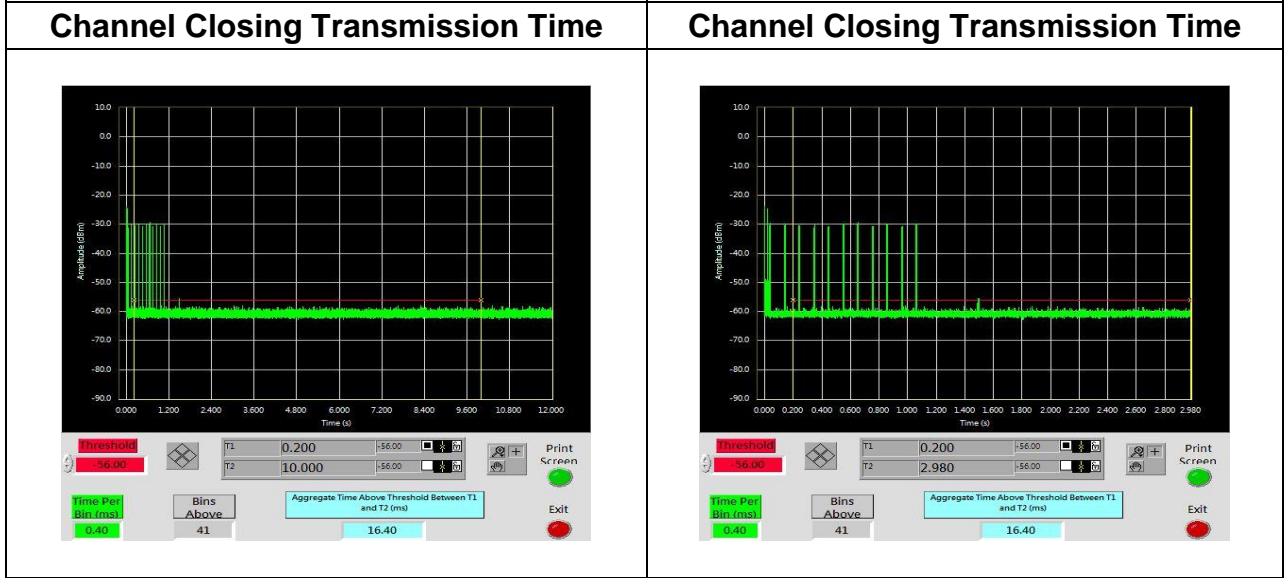 Channel Closing Transmission Time
Channel Closing Transmission Time
10.0
0.0
-10.0
-20.0
-30.0
-40.0
-50.0
-60.0
-70.0
-80.0
-90.0
Amplitude (dBm)
0.000 1.200 2.400 3.600 4.800 6.000 7.200 8.400 9.600 10.800 12.000
Time (s)
Threshold
-56.00
T1 0.200 -56.00
T2 10.000 -56.00
Print
Screen
Time Per
Bin (ms)
0.40
Bins
Above
41
Aggregate Time Above Threshold Between T1
and T2 (ms)
16.40
Exit
10.0
0.0
-10.0
-20.0
-30.0
-40.0
-50.0
-60.0
-70.0
-80.0
-90.0
Amplitude (dBm)
0.000 0.200 0.400 0.600 0.800 1.000 1.200 1.400 1.600 1.800 2.000 2.200 2.400 2.600 2.800 2.980
Time (s)
Threshold
-56.00
T1 0.200 -56.00
T2 2.980 -56.00
Print
Screen
Time Per
Bin (ms)
0.40
Bins
Above
41
Aggregate Time Above Threshold Between T1
and T2 (ms)
16.40
Exit